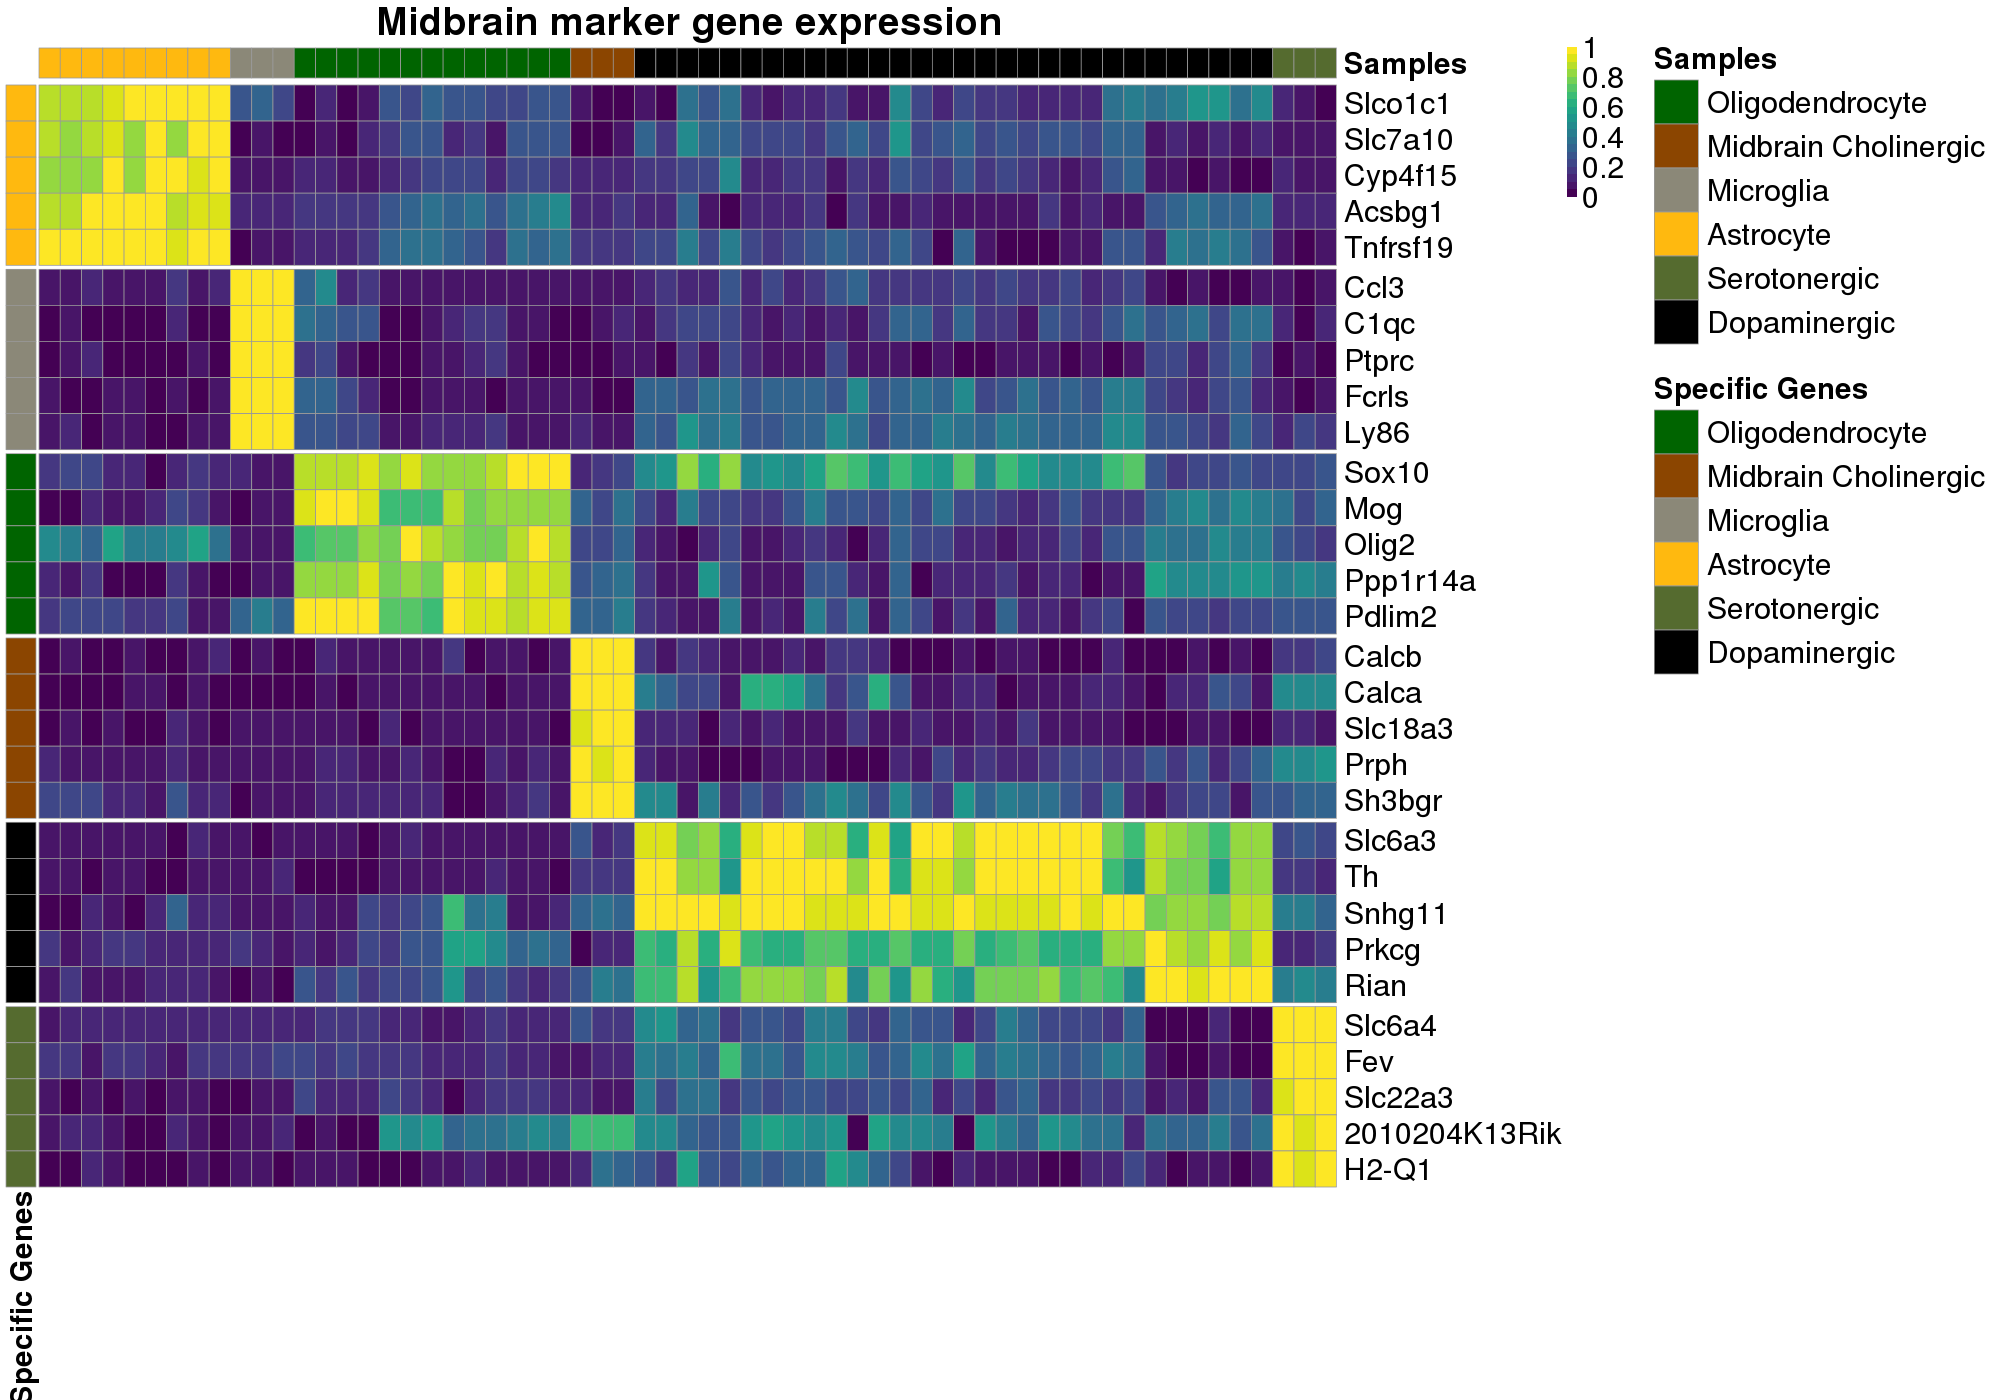 Midbrain marker gene expression
Samples
Slco1c1
Slc7a10
Cyp4f15
Acsbg1
Tnfrsf19
Ccl3
C1qc
Ptprc
Fcrls
Ly86
Sox10
Mog
Olig2
Ppp1r14a
Pdlim2
Calcb
Calca
Slc18a3
Prph
Sh3bgr
Slc6a3
Th
Snhg11
Prkcg
Rian
Slc6a4
Fev
Slc22a3
2010204K13Rik
H2-Q1
Specific Genes
1
0.8
0.6
0.4
0.2
0
Samples
Oligodendrocyte
Midbrain Cholinergic
Microglia
Astrocyte
Serotonergic
Dopaminergic
Specific Genes
Oligodendrocyte
Midbrain Cholinergic
Microglia
Astrocyte
Serotonergic
Dopaminergic